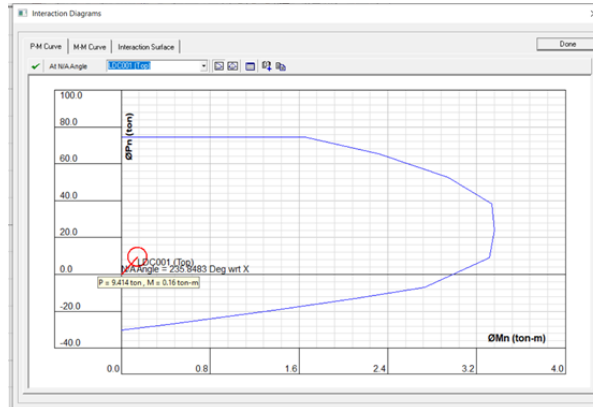 Interaction Diagrams
P-M Curve
M-M Curve
Interaction Surface
Done
At N/A Angle
LDC001 (Top)
100.0
80.0
60.0
40.0
20.0
0.0
-20.0
-40.0
ØPn (ton)
LDC001 (Top)
N/A Angle = 235.8483 Deg wrt X
P = 9.414 ton , M = 0.16 ton-m
ØMn (ton-m)
0.0 0.8 1.6 2.4 3.2 4.0